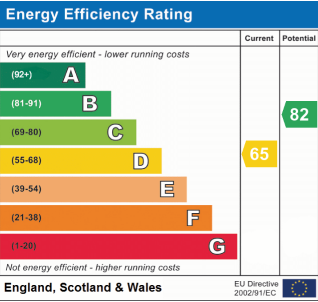 Energy Efficiency Rating
Current Potential
Very energy efficient - lower running costs
(92+) A
(81-91) B
82
(69-80) C
(55-68) D
65
(39-54) E
(21-38) F
(1-20) G
Not energy efficient - higher running costs
England, Scotland & Wales
EU Directive
2002/91/EC